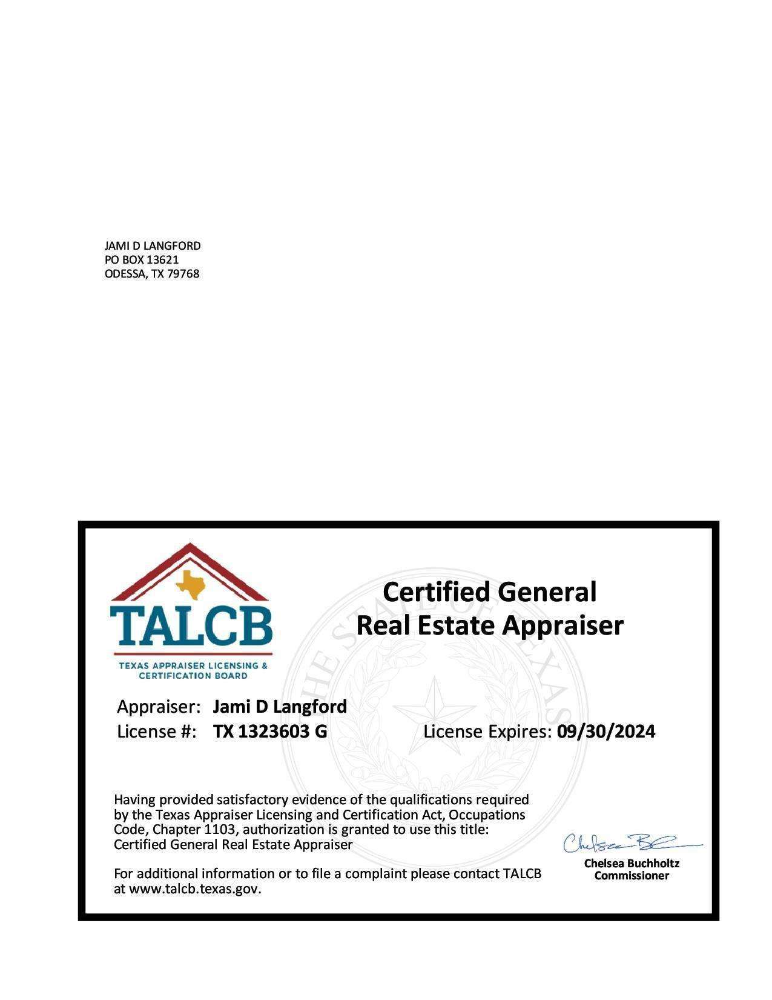 JAMI D LANGFORD
PO BOX 13621
ODESSA, TX 79768
TALCB
TEXAS APPRAISER LICENSING &
CERTIFICATION BOARD
THE STATE OF TEXAS
Certified General
Real Estate Appraiser
Appraiser: Jami D Langford
License #: TX 1323603 G License Expires: 09/30/2024
Having provided satisfactory evidence of the qualifications required
by the Texas Appraiser Licensing and Certification Act, Occupations
Code, Chapter 1103, authorization is granted to use this title:
Certified General Real Estate Appraiser
For additional information or to file a complaint please contact TALCB
at www.talcb.texas.gov.
Chelsea Buchholtz
Commissioner